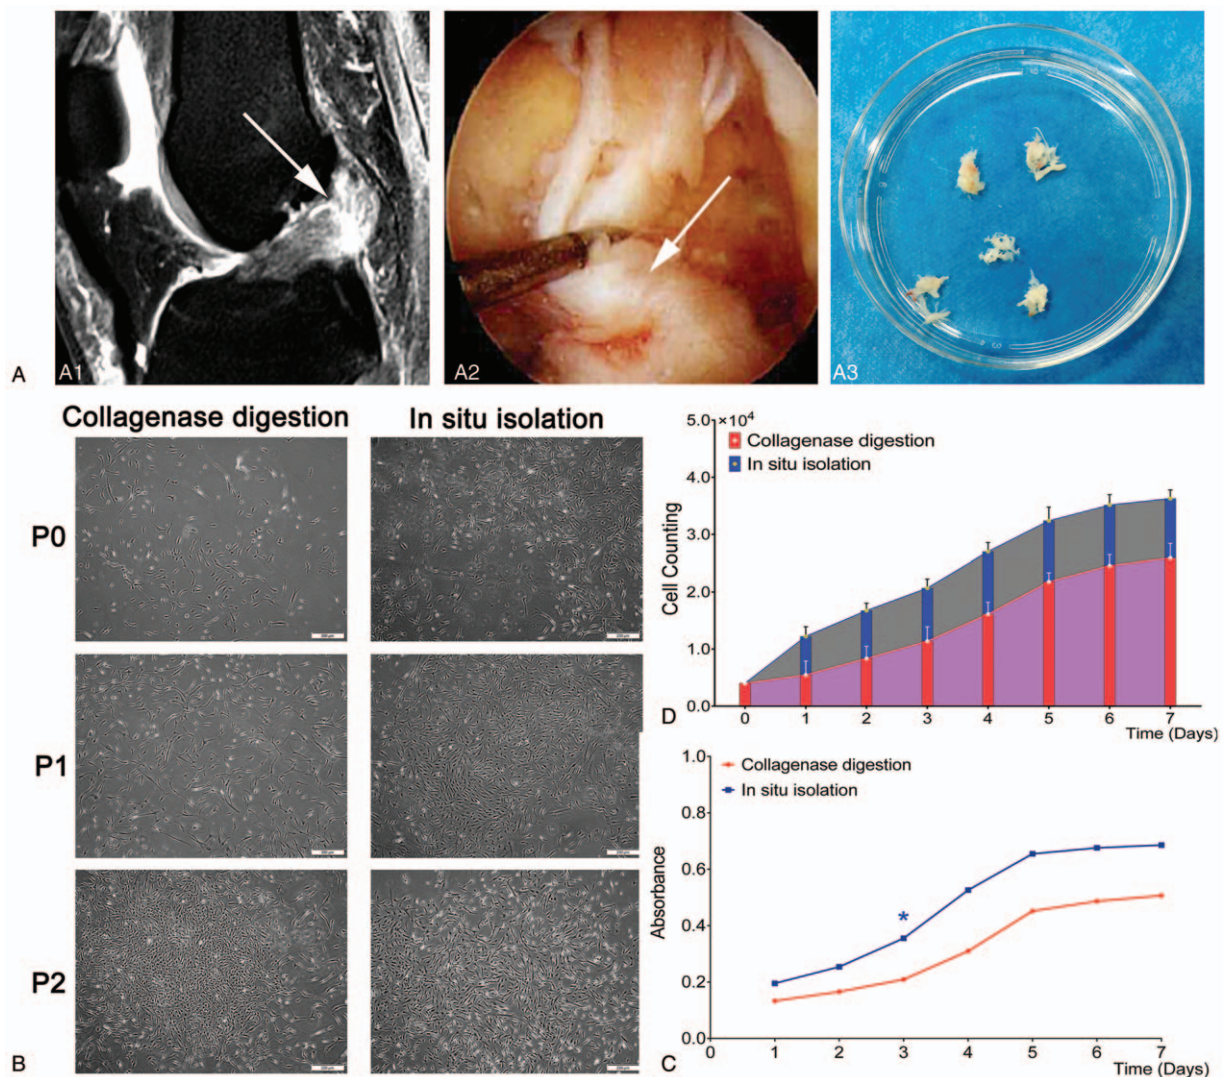 A
A1
A2
A3
Collagenase digestion
In situ isolation
P0
P1
P2
B
5.0 ×10⁴
4.0
3.0
2.0
1.0
0.0
Cell Counting
Collagenase digestion
In situ isolation
0 1 2 3 4 5 6 7
Time (Days)
D
1.0
0.8
0.6
0.4
0.2
0.0
Absorbance
Collagenase digestion
In situ isolation
*
0 1 2 3 4 5 6 7
Time (Days)
C